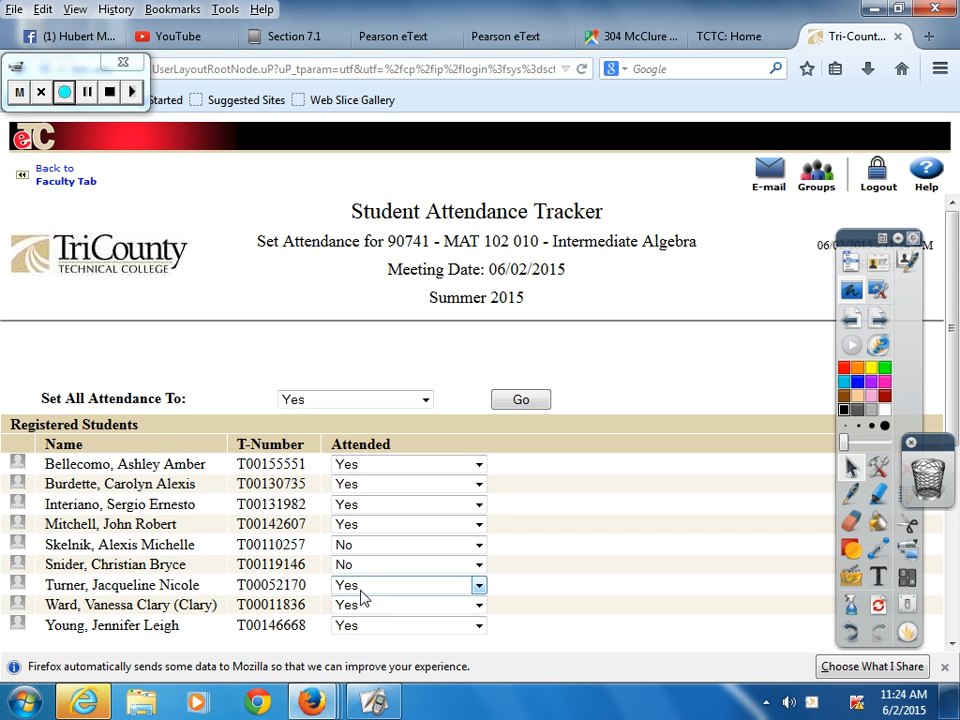 File Edit View History Bookmarks Tools Help
(1) Hubert M... YouTube Section 7.1 Pearson eText Pearson eText 304 McClure ... TCTC: Home Tri-Count...
UserLayoutRootNode.uP?uP_tparam=utf&utf=%2fcp%2fip%2flogin%3fsys%3dsct Google
M
Started Suggested Sites Web Slice Gallery
eTC
Back to
Faculty Tab
E-mail Groups Logout Help
Student Attendance Tracker
TriCounty
TECHNICAL COLLEGE
Set Attendance for 90741 - MAT 102 010 - Intermediate Algebra
Meeting Date: 06/02/2015
Summer 2015
Set All Attendance To: Yes Go
Registered Students
Name T-Number Attended
Bellecomo, Ashley Amber T00155551 Yes
Burdette, Carolyn Alexis T00130735 Yes
Interiano, Sergio Ernesto T00131982 Yes
Mitchell, John Robert T00142607 Yes
Skelnik, Alexis Michelle T00110257 No
Snider, Christian Bryce T00119146 No
Turner, Jacqueline Nicole T00052170 Yes
Ward, Vanessa Clary (Clary) T00011836 Yes
Young, Jennifer Leigh T00146668 Yes
Firefox automatically sends some data to Mozilla so that we can improve your experience. Choose What I Share
11:24 AM
6/2/2015